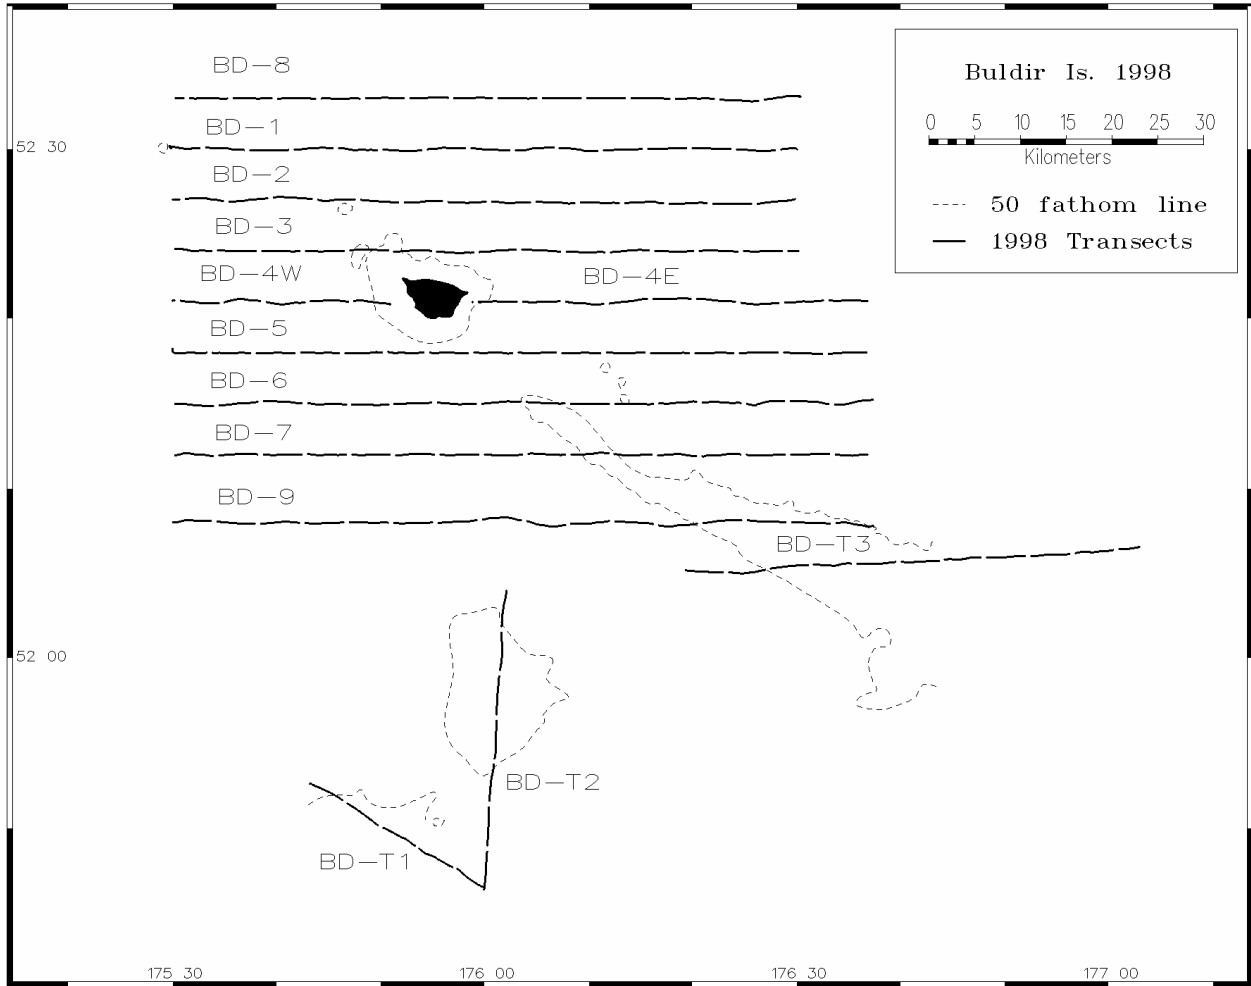 BD-8
Buldir Is. 1998
0 5 10 15 20 25 30
Kilometers
50 fathom line
1998 Transects
BD-1
52 30
BD-2
BD-3
BD-4W
BD-4E
BD-5
BD-6
BD-7
BD-9
BD-T3
52 00
BD-T2
BD-T1
175 30
176 00
176 30
177 00